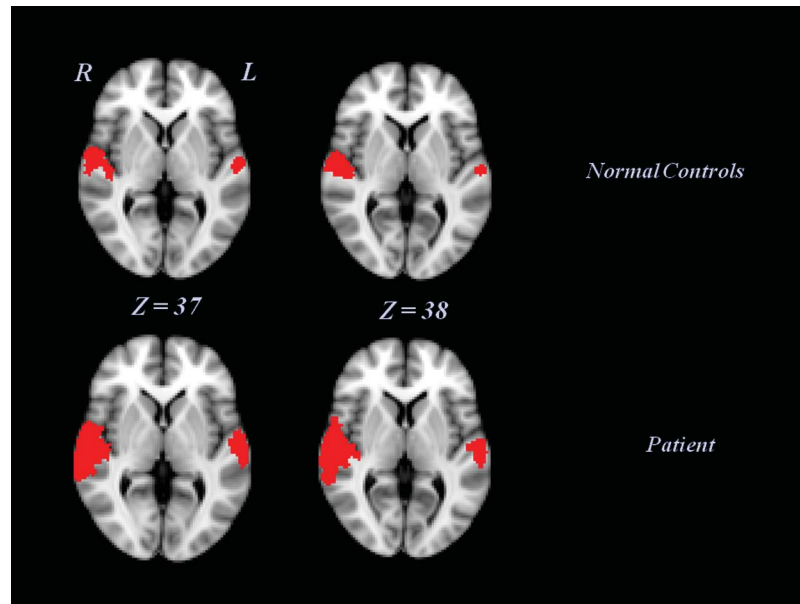 R L
Normal Controls
Z = 37 Z = 38
Patient